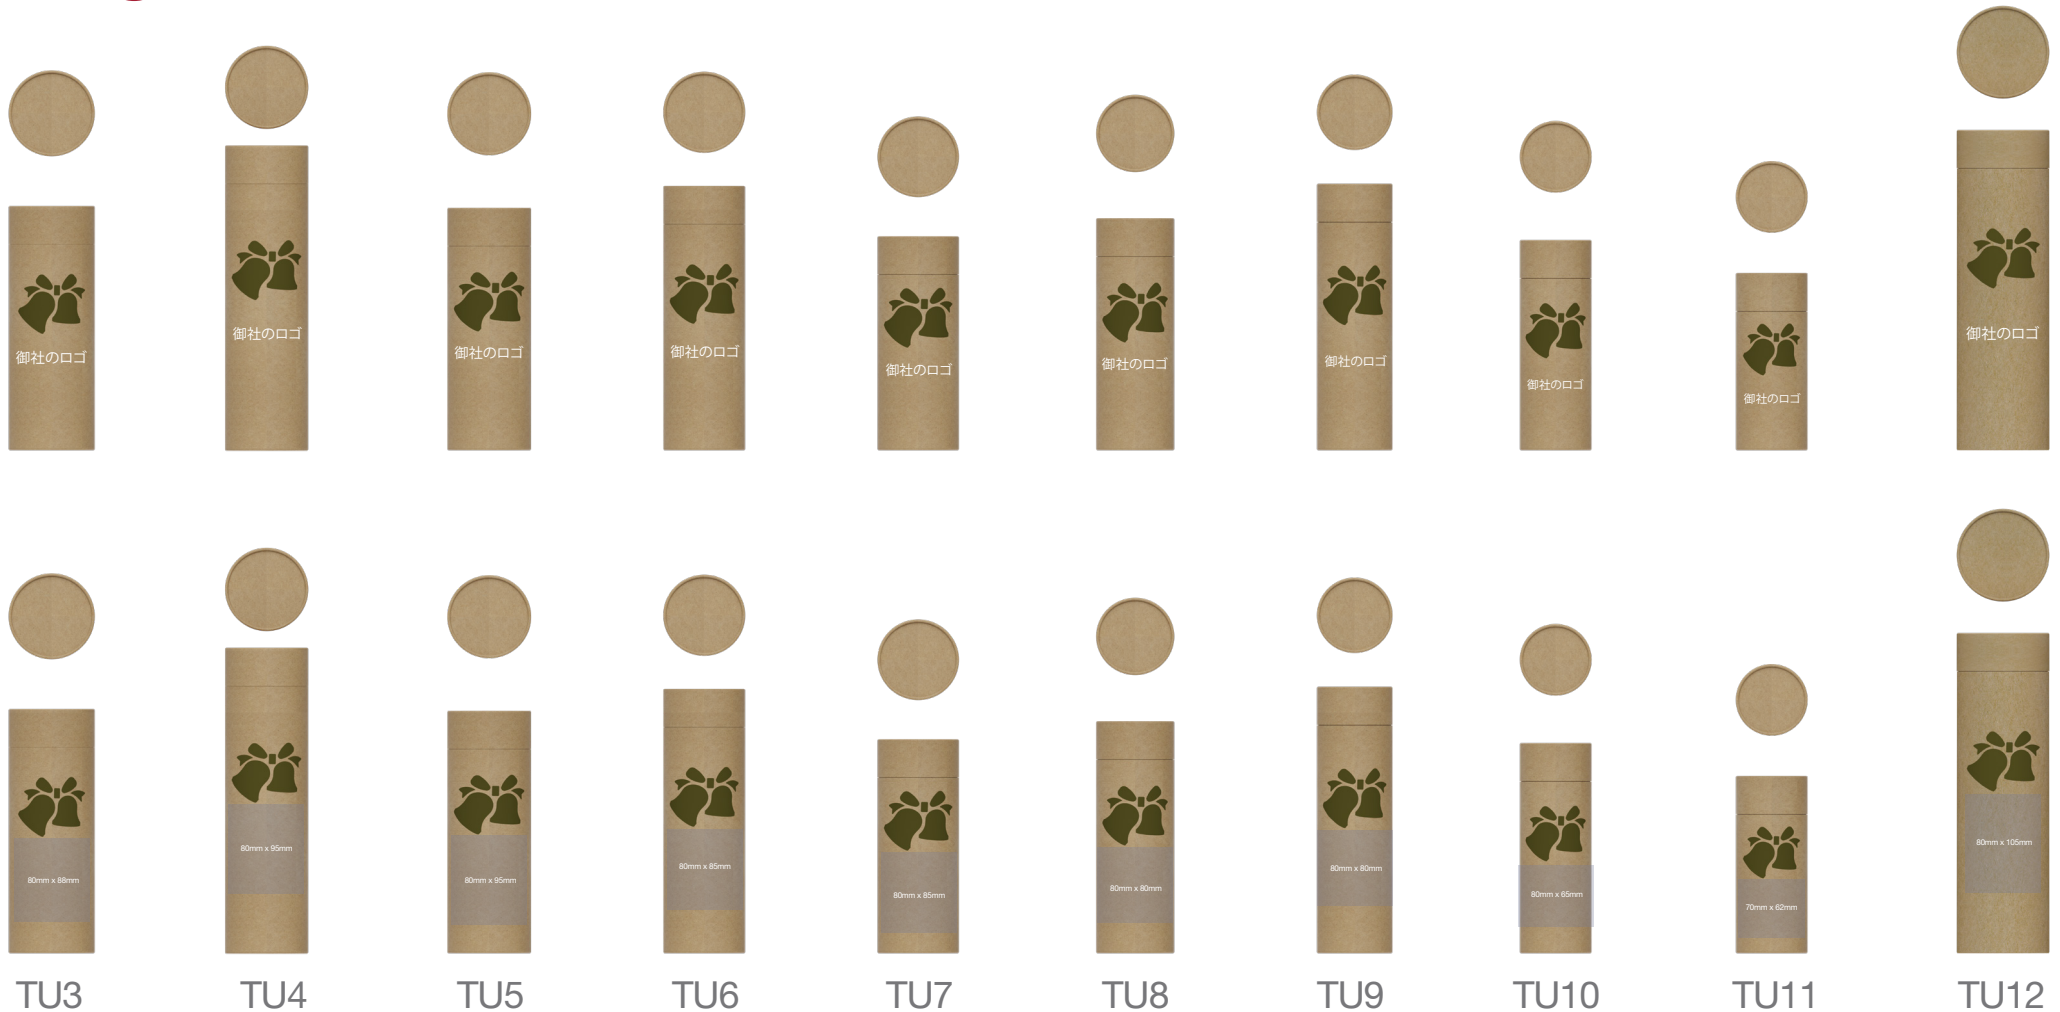 御社のロゴ
御社のロゴ
御社のロゴ
御社のロゴ
御社のロゴ
御社のロゴ
御社のロゴ
御社のロゴ
御社のロゴ
御社のロゴ
80mm x 88mm
80mm x 95mm
80mm x 95mm
80mm x 85mm
80mm x 85mm
80mm x 80mm
80mm x 80mm
80mm x 65mm
70mm x 62mm
80mm x 105mm
TU3
TU4
TU5
TU6
TU7
TU8
TU9
TU10
TU11
TU12